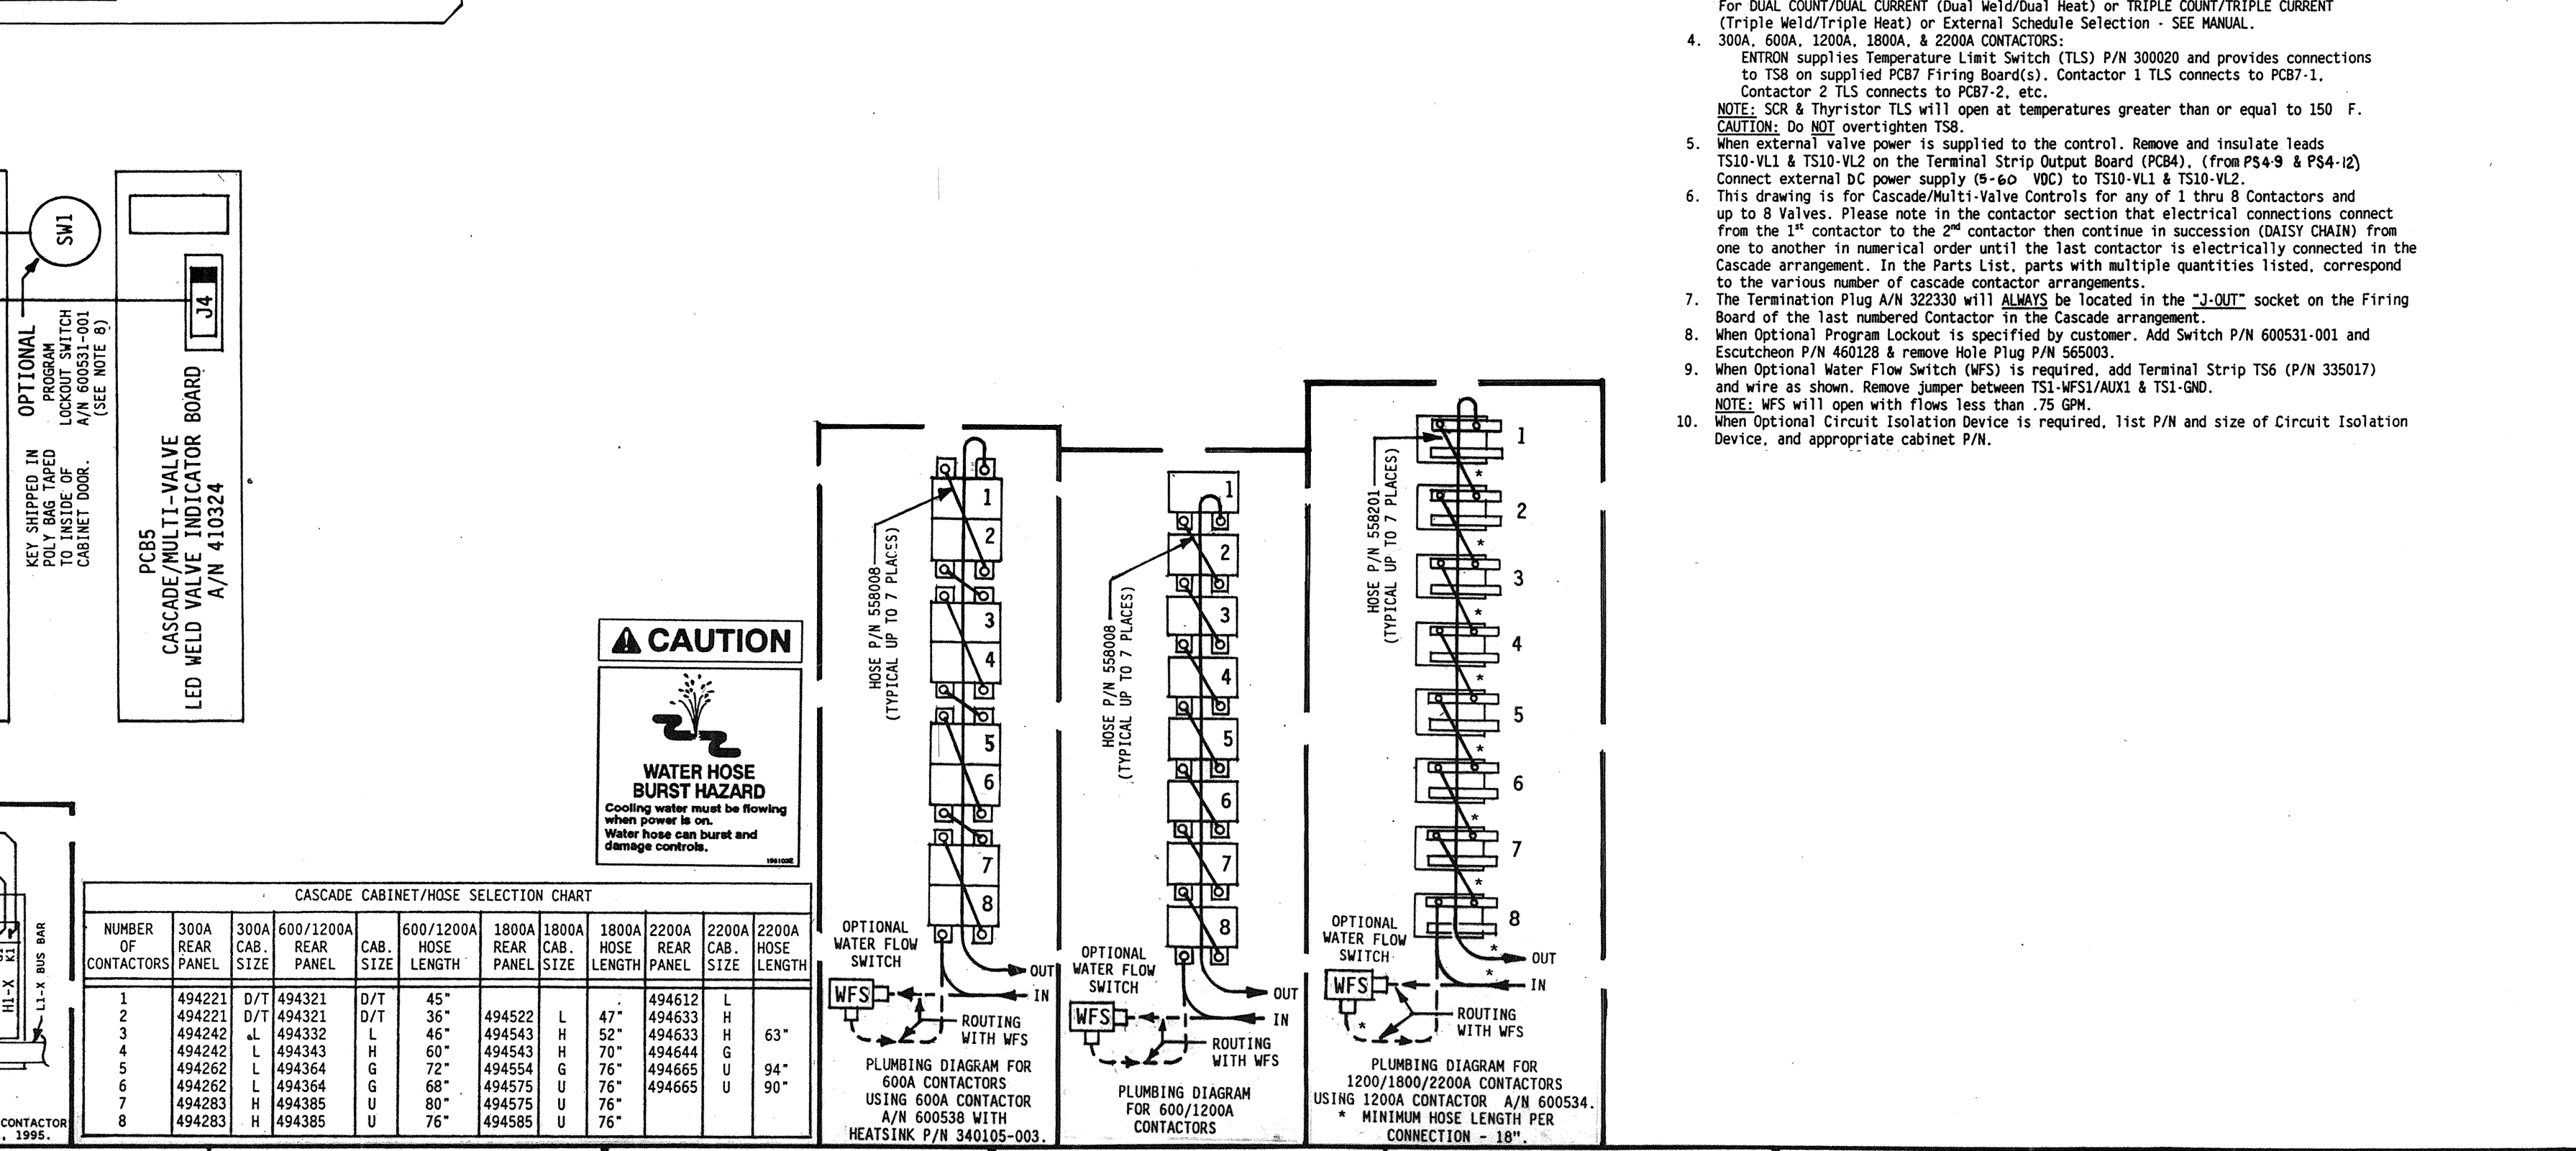 For DUAL COUNT/DUAL CURRENT (Dual Weld/Dual Heat) or TRIPLE COUNT/TRIPLE CURRENT
(Triple Weld/Triple Heat) or External Schedule Selection - SEE MANUAL.
4. 300A, 600A, 1200A, 1800A, & 2200A CONTACTORS:
ENTRON supplies Temperature Limit Switch (TLS) P/N 300020 and provides connections
to TS8 on supplied PCB7 Firing Board(s). Contactor 1 TLS connects to PCB7-1,
Contactor 2 TLS connects to PCB7-2, etc.
NOTE: SCR & Thyristor TLS will open at temperatures greater than or equal to 150 F.
CAUTION: Do NOT overtighten TS8.
5. When external valve power is supplied to the control. Remove and insulate leads
TS10-VL1 & TS10-VL2 on the Terminal Strip Output Board (PCB4), (from PS4-9 & PS4-12)
Connect external DC power supply (5-60 VDC) to TS10-VL1 & TS10-VL2.
6. This drawing is for Cascade/Multi-Valve Controls for any of 1 thru 8 Contactors and
up to 8 Valves. Please note in the contactor section that electrical connections connect
from the 1st contactor to the 2nd contactor then continue in succession (DAISY CHAIN) from
one to another in numerical order until the last contactor is electrically connected in the
Cascade arrangement. In the Parts List, parts with multiple quantities listed, correspond
to the various number of cascade contactor arrangements.
7. The Termination Plug A/N 322330 will ALWAYS be located in the "J-OUT" socket on the Firing
Board of the last numbered Contactor in the Cascade arrangement.
8. When Optional Program Lockout is specified by customer. Add Switch P/N 600531-001 and
Escutcheon P/N 460128 & remove Hole Plug P/N 565003.
9. When Optional Water Flow Switch (WFS) is required, add Terminal Strip TS6 (P/N 335017)
and wire as shown. Remove jumper between TS1-WFS1/AUX1 & TS1-GND.
NOTE: WFS will open with flows less than .75 GPM.
10. When Optional Circuit Isolation Device is required, list P/N and size of Circuit Isolation
Device, and appropriate cabinet P/N.
SW1
J4
OPTIONAL
PROGRAM
LOCKOUT SWITCH
A/N 600531-001
(SEE NOTE 8)
KEY SHIPPED IN
POLY BAG TAPED
TO INSIDE OF
CABINET DOOR.
PCB5
CASCADE/MULTI-VALVE
LED WELD VALVE INDICATOR BOARD
A/N 410324
CAUTION
WATER HOSE
BURST HAZARD
Cooling water must be flowing
when power is on.
Water hose can burst and
damage controls.
H1-X
K1
L1-X BUS BAR
CONTACTOR
, 1995.
CASCADE CABINET/HOSE SELECTION CHART
NUMBER 300A 300A 600/1200A 600/1200A 1800A 1800A 1800A 2200A 2200A 2200A
OF REAR CAB. REAR CAB. HOSE REAR CAB. HOSE REAR CAB. HOSE
CONTACTORS PANEL SIZE PANEL SIZE LENGTH PANEL SIZE LENGTH PANEL SIZE LENGTH
1 494221 D/T 494321 D/T 45" 494612 L
2 494221 D/T 494321 D/T 36" 494522 L 47" 494633 H
3 494242 L 494332 L 46" 494543 H 52" 494633 H 63"
4 494242 L 494343 H 60" 494543 H 70" 494644 G
5 494262 L 494364 G 72" 494554 G 76" 494665 U 94"
6 494262 L 494364 G 68" 494575 U 76" 494665 U 90"
7 494283 H 494385 U 80" 494575 U 76"
8 494283 H 494385 U 76" 494585 U 76"
HOSE P/N 558008
(TYPICAL UP TO 7 PLACES)
1
2
3
4
5
6
7
8
OPTIONAL
WATER FLOW
SWITCH
WFS
OUT
IN
ROUTING
WITH WFS
PLUMBING DIAGRAM FOR
600A CONTACTORS
USING 600A CONTACTOR
A/N 600538 WITH
HEATSINK P/N 340105-003.
HOSE P/N 558008
(TYPICAL UP TO 7 PLACES)
1
2
3
4
5
6
7
8
OPTIONAL
WATER FLOW
SWITCH
WFS
OUT
IN
ROUTING
WITH WFS
PLUMBING DIAGRAM
FOR 600/1200A
CONTACTORS
HOSE P/N 558201
(TYPICAL UP TO 7 PLACES)
1
*
2
*
3
*
4
*
5
*
6
*
7
*
8
OPTIONAL
WATER FLOW
SWITCH
WFS
* OUT
* IN
*
ROUTING
WITH WFS
PLUMBING DIAGRAM FOR
1200/1800/2200A CONTACTORS
USING 1200A CONTACTOR A/N 600534.
* MINIMUM HOSE LENGTH PER
CONNECTION - 18".